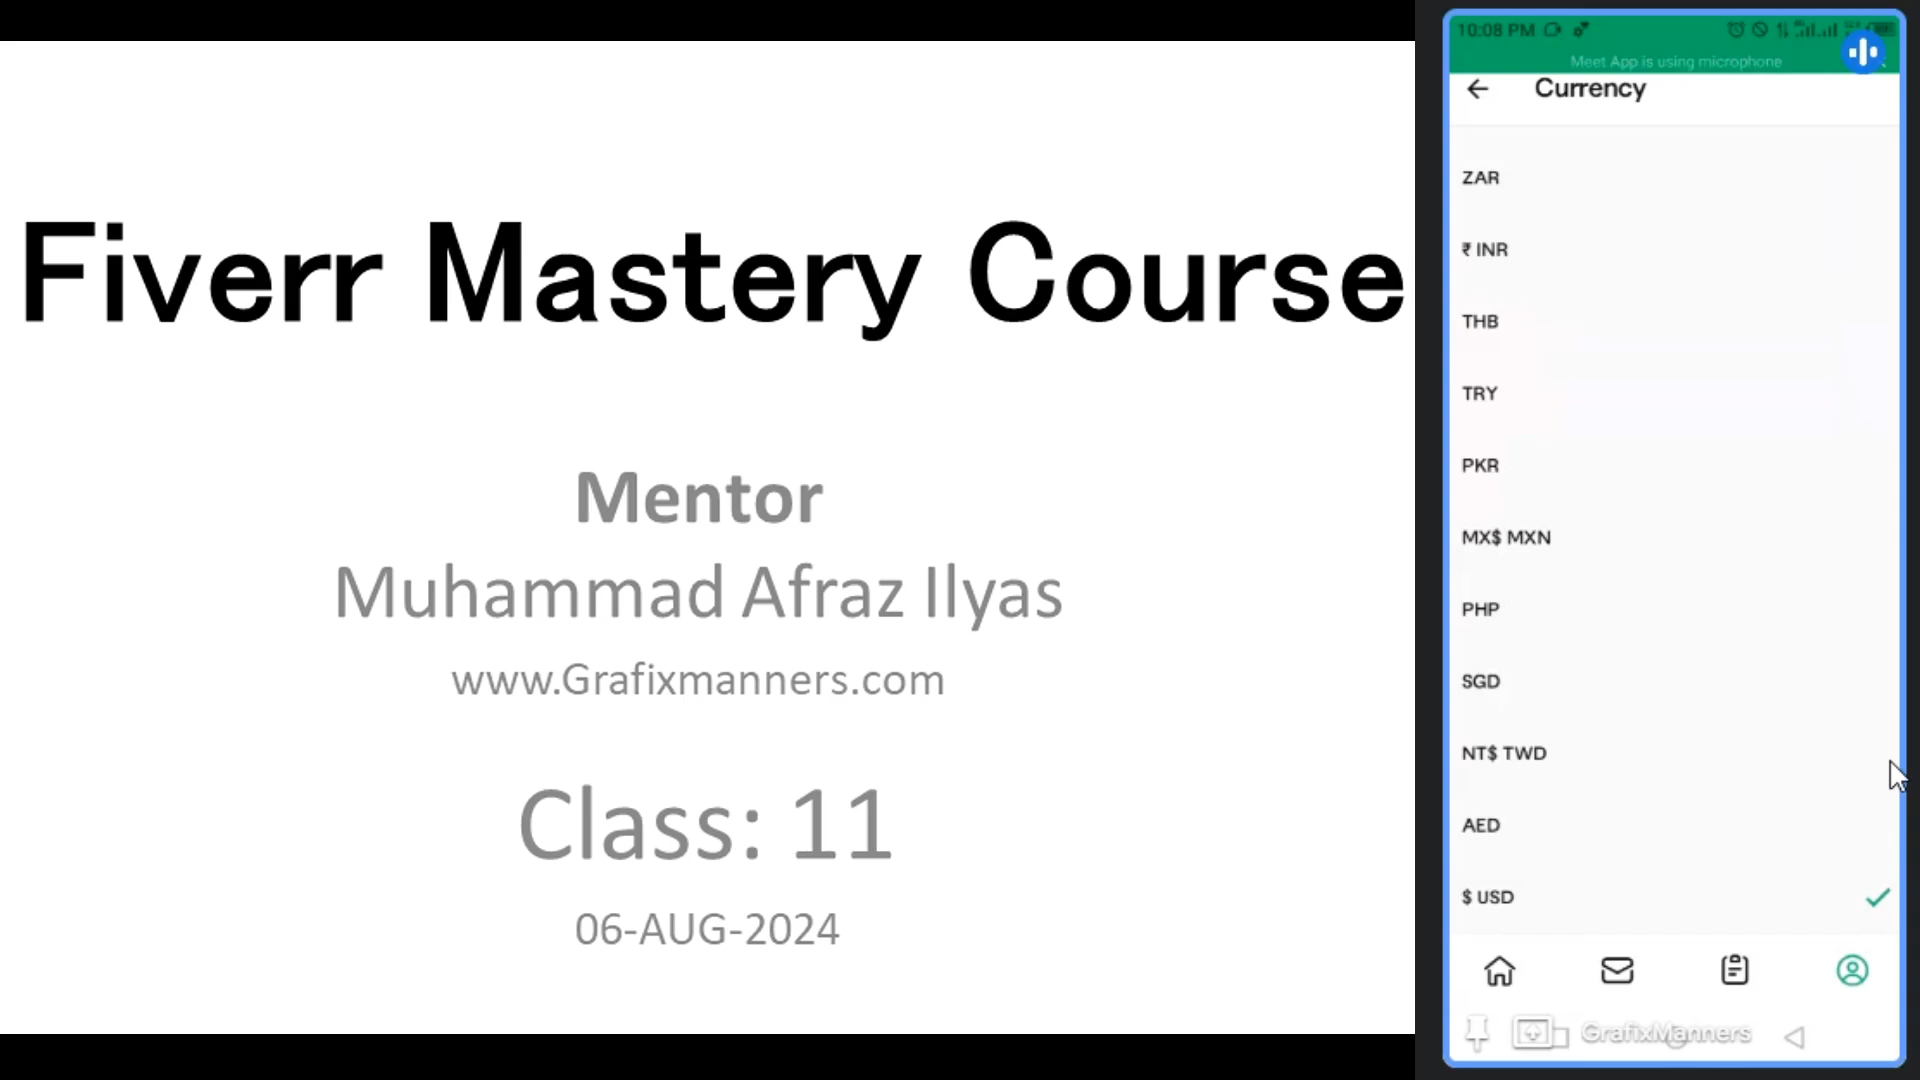 Fiverr Mastery Course
Mentor
Muhammad Afraz Ilyas
www.Grafixmanners.com
Class: 11
06-AUG-2024
10:08 PM
Meet App is using microphone
Currency
ZAR
₹ INR
THB
TRY
PKR
MX$ MXN
PHP
SGD
NT$ TWD
AED
$ USD
GrafixManners